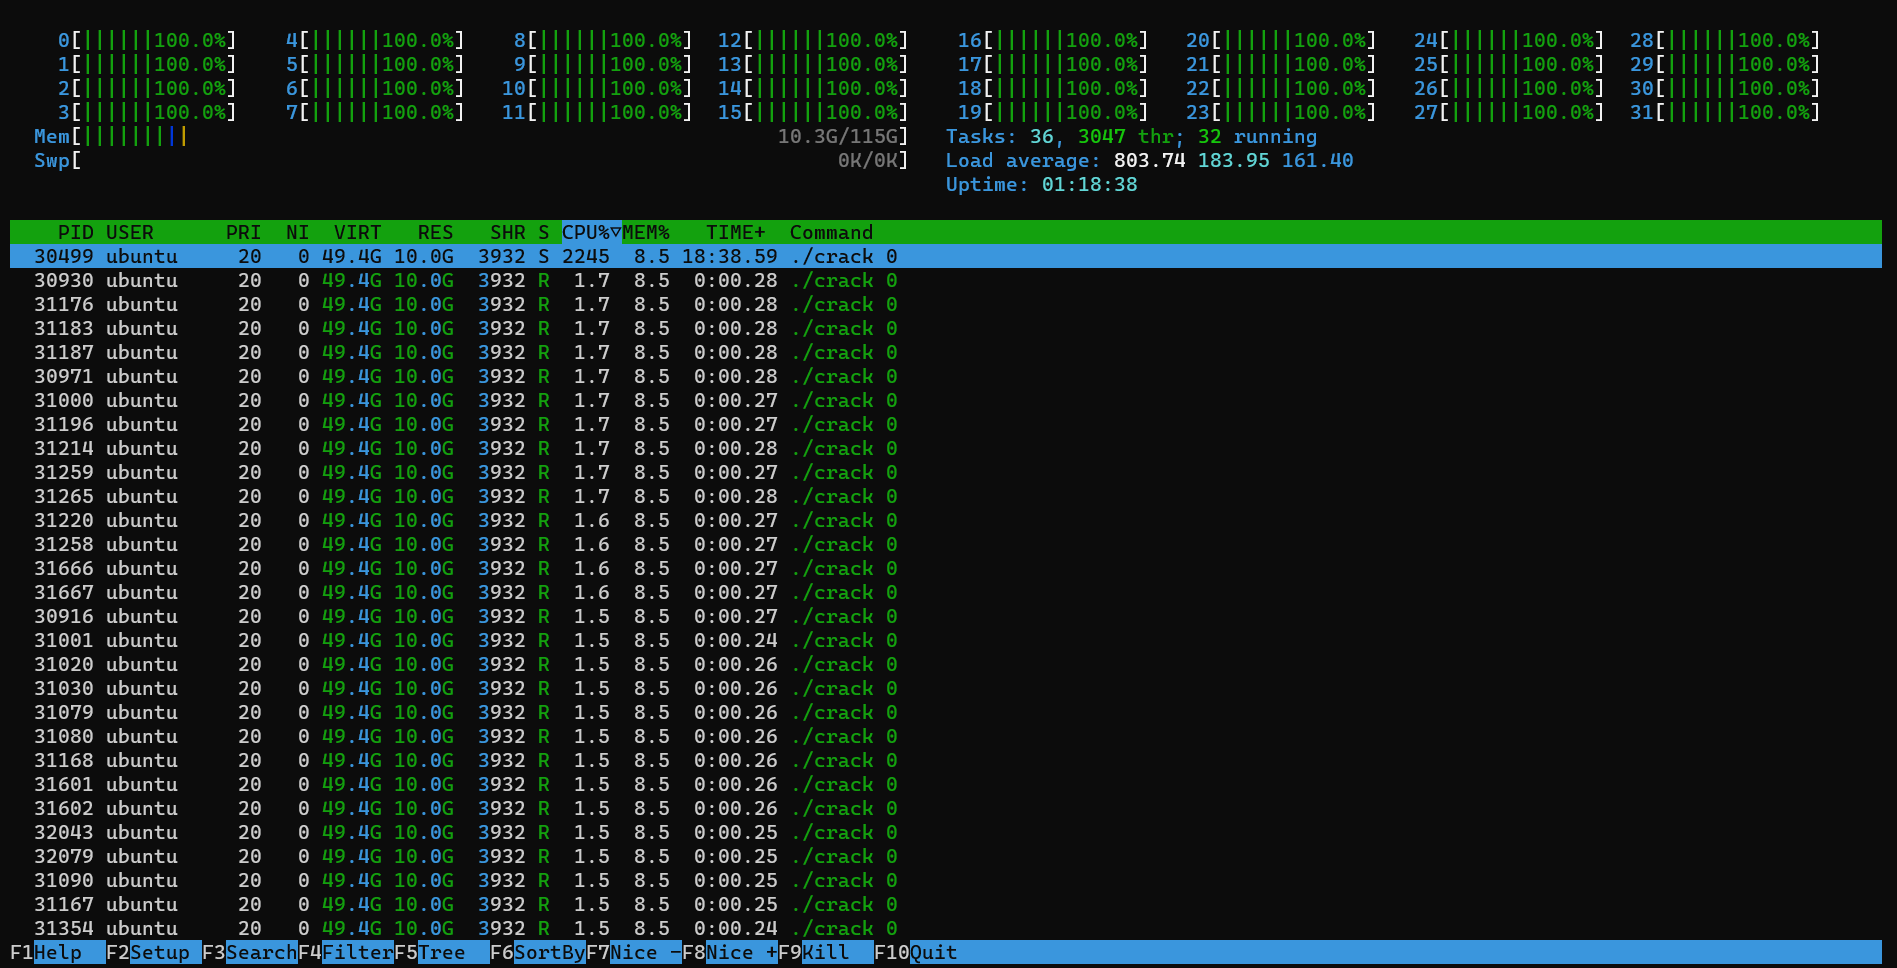 0[||||||100.0%] 4[||||||100.0%] 8[||||||100.0%] 12[||||||100.0%] 16[||||||100.0%] 20[||||||100.0%] 24[||||||100.0%] 28[||||||100.0%]
1[||||||100.0%] 5[||||||100.0%] 9[||||||100.0%] 13[||||||100.0%] 17[||||||100.0%] 21[||||||100.0%] 25[||||||100.0%] 29[||||||100.0%]
2[||||||100.0%] 6[||||||100.0%] 10[||||||100.0%] 14[||||||100.0%] 18[||||||100.0%] 22[||||||100.0%] 26[||||||100.0%] 30[||||||100.0%]
3[||||||100.0%] 7[||||||100.0%] 11[||||||100.0%] 15[||||||100.0%] 19[||||||100.0%] 23[||||||100.0%] 27[||||||100.0%] 31[||||||100.0%]
Mem[||||||||| 10.3G/115G] Tasks: 36, 3047 thr; 32 running
Swp[ 0K/0K] Load average: 803.74 183.95 161.40
Uptime: 01:18:38
PID USER PRI NI VIRT RES SHR S CPU%▽MEM% TIME+ Command
30499 ubuntu 20 0 49.4G 10.0G 3932 S 2245 8.5 18:38.59 ./crack 0
30930 ubuntu 20 0 49.4G 10.0G 3932 R 1.7 8.5 0:00.28 ./crack 0
31176 ubuntu 20 0 49.4G 10.0G 3932 R 1.7 8.5 0:00.28 ./crack 0
31183 ubuntu 20 0 49.4G 10.0G 3932 R 1.7 8.5 0:00.28 ./crack 0
31187 ubuntu 20 0 49.4G 10.0G 3932 R 1.7 8.5 0:00.28 ./crack 0
30971 ubuntu 20 0 49.4G 10.0G 3932 R 1.7 8.5 0:00.28 ./crack 0
31000 ubuntu 20 0 49.4G 10.0G 3932 R 1.7 8.5 0:00.27 ./crack 0
31196 ubuntu 20 0 49.4G 10.0G 3932 R 1.7 8.5 0:00.27 ./crack 0
31214 ubuntu 20 0 49.4G 10.0G 3932 R 1.7 8.5 0:00.28 ./crack 0
31259 ubuntu 20 0 49.4G 10.0G 3932 R 1.7 8.5 0:00.27 ./crack 0
31265 ubuntu 20 0 49.4G 10.0G 3932 R 1.7 8.5 0:00.28 ./crack 0
31220 ubuntu 20 0 49.4G 10.0G 3932 R 1.6 8.5 0:00.27 ./crack 0
31258 ubuntu 20 0 49.4G 10.0G 3932 R 1.6 8.5 0:00.27 ./crack 0
31666 ubuntu 20 0 49.4G 10.0G 3932 R 1.6 8.5 0:00.27 ./crack 0
31667 ubuntu 20 0 49.4G 10.0G 3932 R 1.6 8.5 0:00.27 ./crack 0
30916 ubuntu 20 0 49.4G 10.0G 3932 R 1.5 8.5 0:00.27 ./crack 0
31001 ubuntu 20 0 49.4G 10.0G 3932 R 1.5 8.5 0:00.24 ./crack 0
31020 ubuntu 20 0 49.4G 10.0G 3932 R 1.5 8.5 0:00.26 ./crack 0
31030 ubuntu 20 0 49.4G 10.0G 3932 R 1.5 8.5 0:00.26 ./crack 0
31079 ubuntu 20 0 49.4G 10.0G 3932 R 1.5 8.5 0:00.26 ./crack 0
31080 ubuntu 20 0 49.4G 10.0G 3932 R 1.5 8.5 0:00.26 ./crack 0
31168 ubuntu 20 0 49.4G 10.0G 3932 R 1.5 8.5 0:00.26 ./crack 0
31601 ubuntu 20 0 49.4G 10.0G 3932 R 1.5 8.5 0:00.26 ./crack 0
31602 ubuntu 20 0 49.4G 10.0G 3932 R 1.5 8.5 0:00.26 ./crack 0
32043 ubuntu 20 0 49.4G 10.0G 3932 R 1.5 8.5 0:00.25 ./crack 0
32079 ubuntu 20 0 49.4G 10.0G 3932 R 1.5 8.5 0:00.25 ./crack 0
31090 ubuntu 20 0 49.4G 10.0G 3932 R 1.5 8.5 0:00.25 ./crack 0
31167 ubuntu 20 0 49.4G 10.0G 3932 R 1.5 8.5 0:00.25 ./crack 0
31354 ubuntu 20 0 49.4G 10.0G 3932 R 1.5 8.5 0:00.24 ./crack 0
F1Help F2Setup F3SearchF4FilterF5Tree F6SortByF7Nice -F8Nice +F9Kill F10Quit